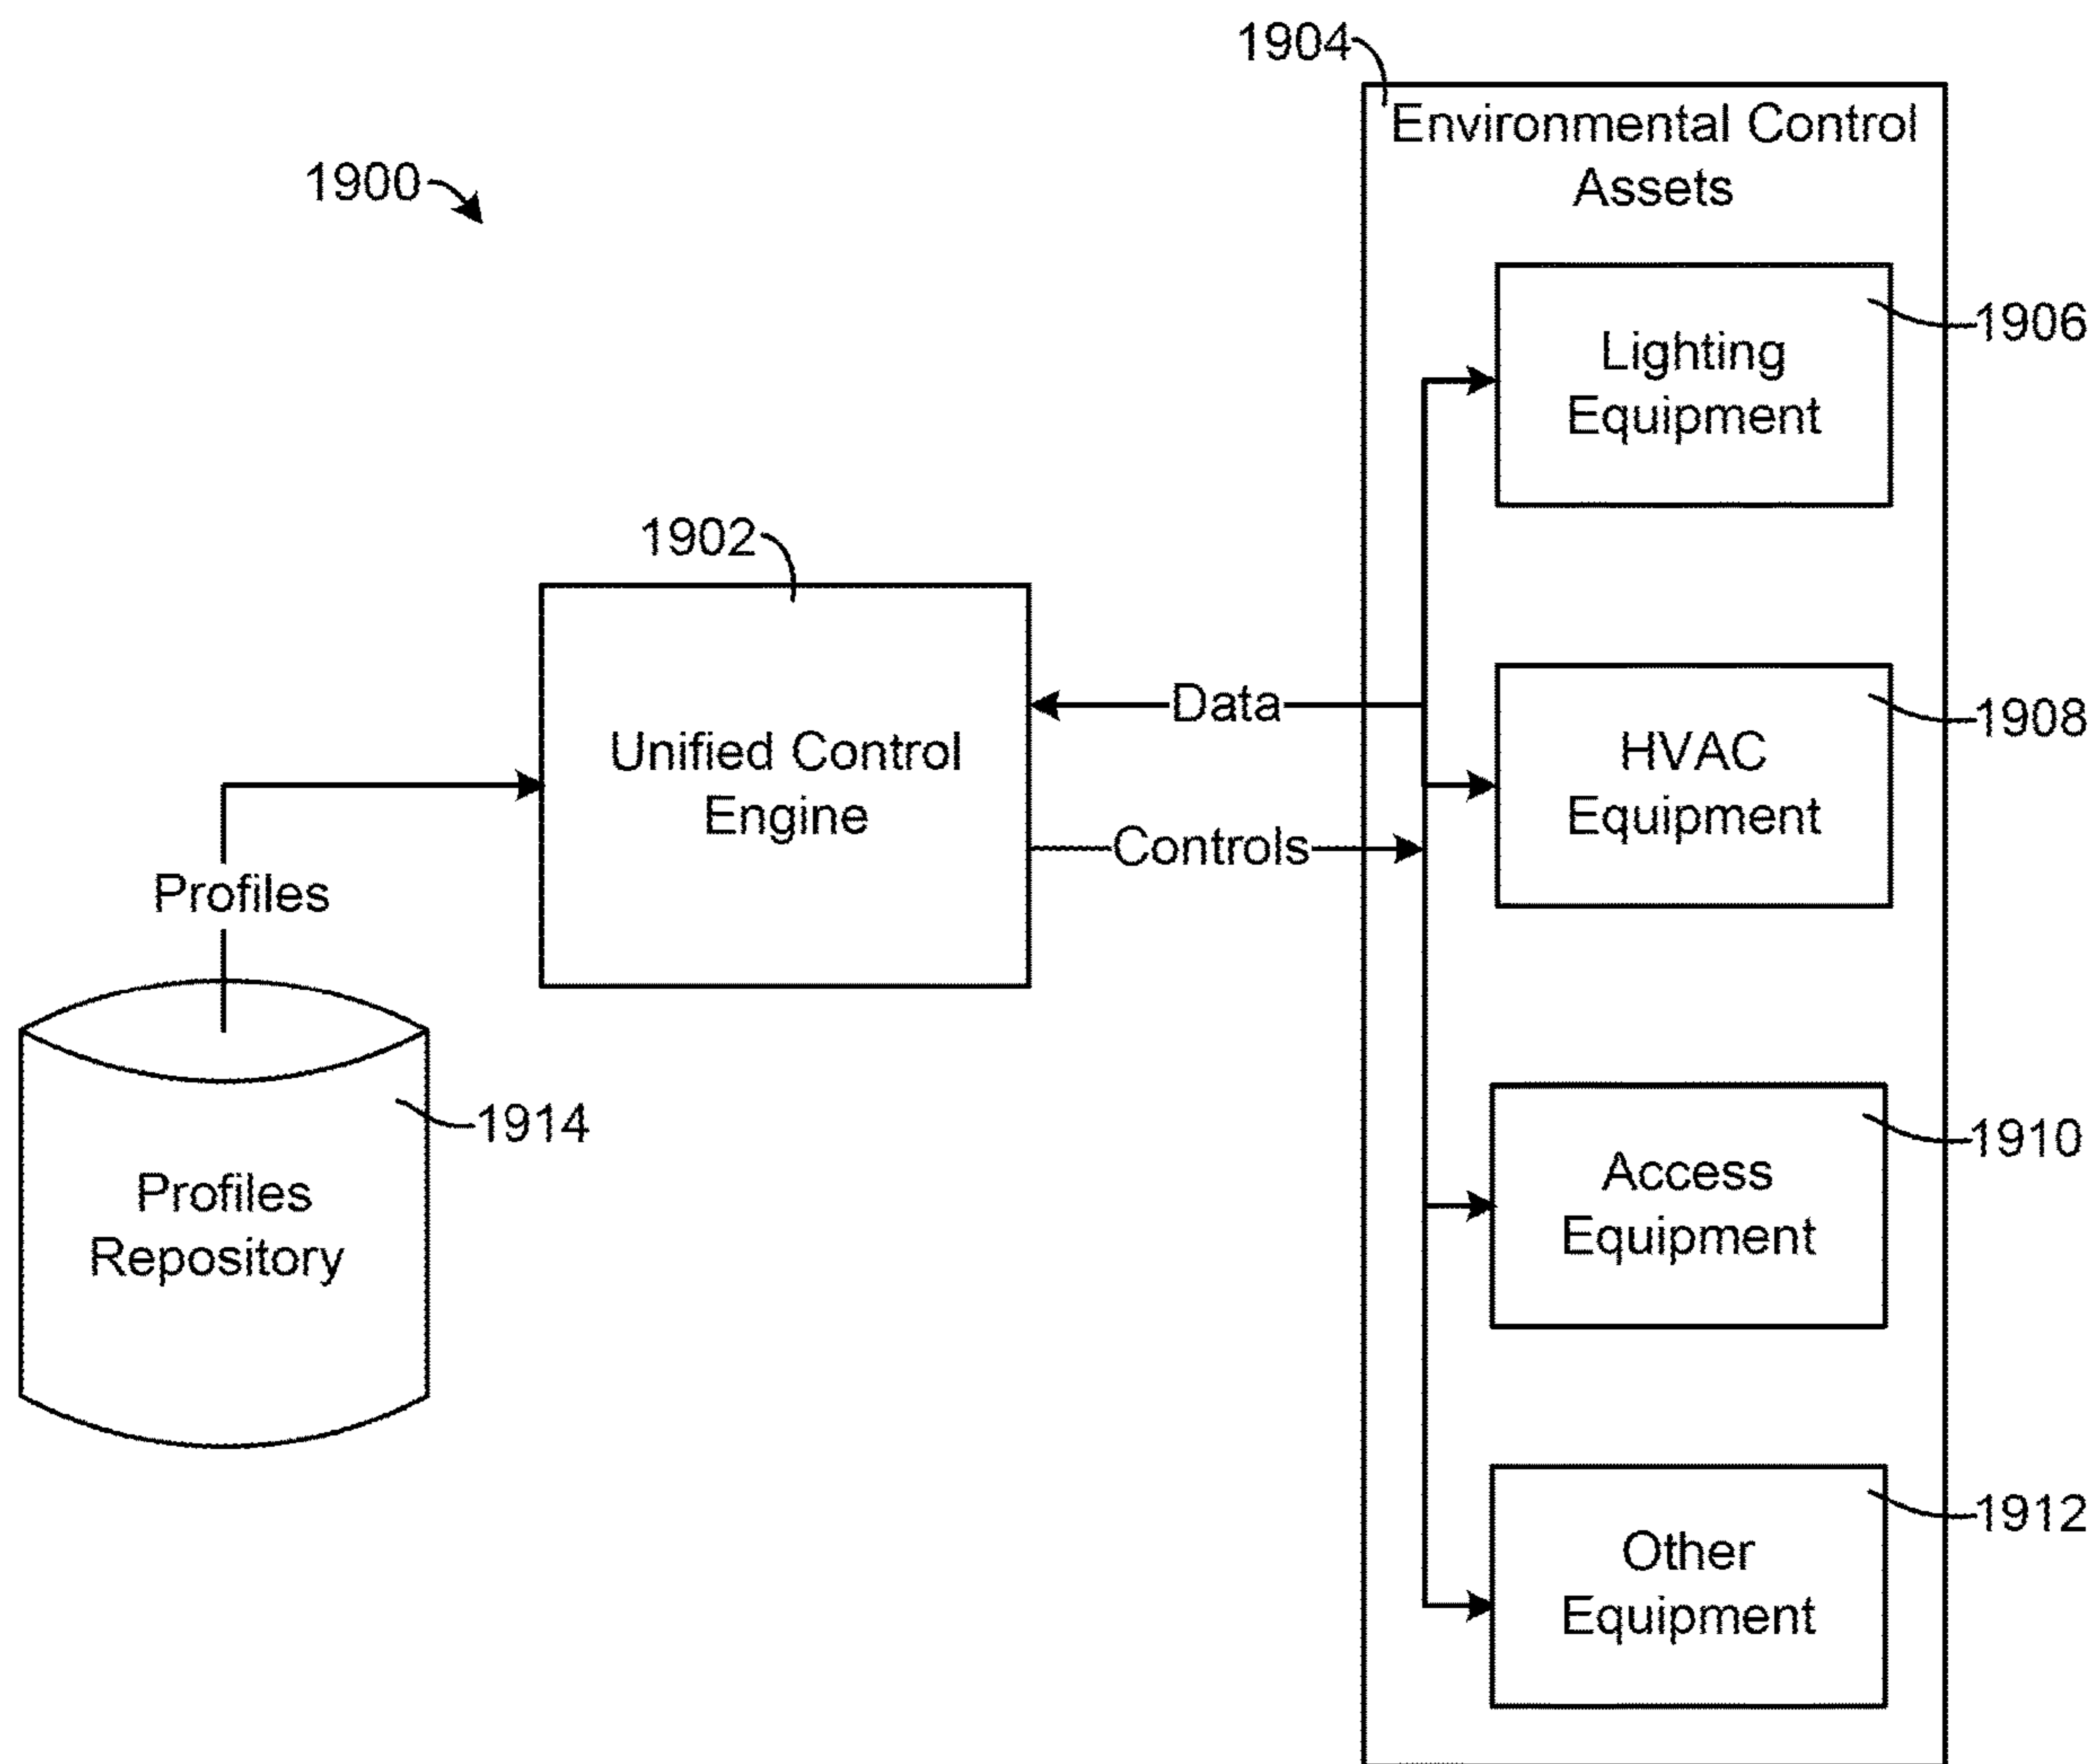 1904
Environmental Control
Assets
1900
1906
Lighting
Equipment
1902
Unified Control
Engine
Data
Controls
1908
HVAC
Equipment
Profiles
1914
Profiles
Repository
1910
Access
Equipment
1912
Other
Equipment